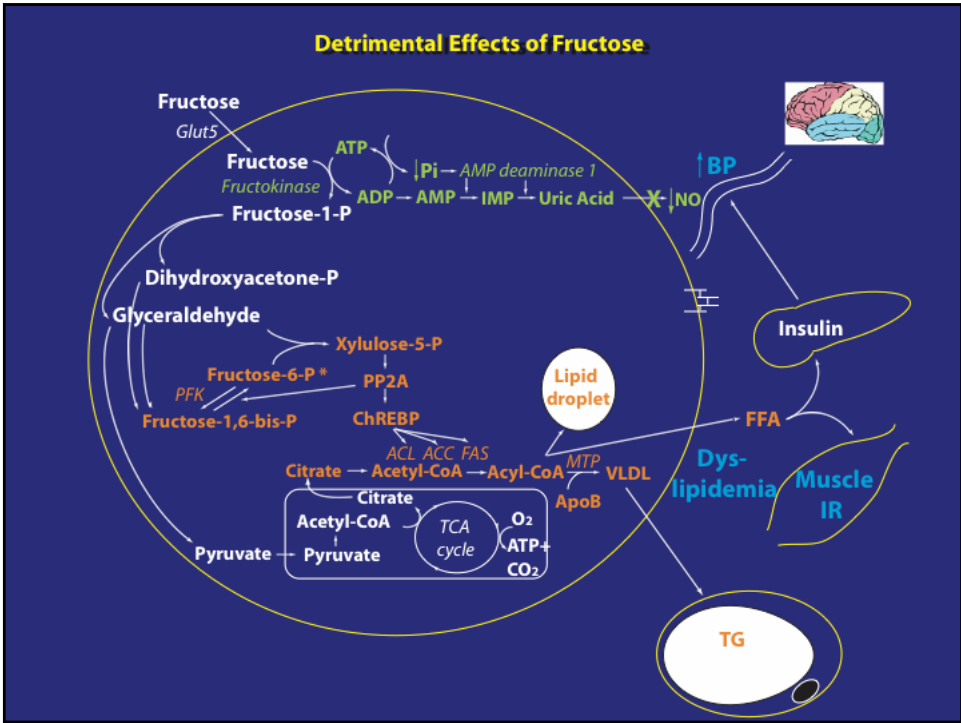 Detrimental Effects of Fructose
Fructose
Glut5
Fructose
Fructokinase
Fructose-1-P
ATP
↓Pi → AMP deaminase 1
ADP → AMP → IMP → Uric Acid → X ↓NO
↑BP
Dihydroxyacetone-P
Glyceraldehyde
Xylulose-5-P
Fructose-6-P *
PP2A
PFK
Fructose-1,6-bis-P
ChREBP
ACL ACC FAS
Citrate → Acetyl-CoA → Acyl-CoA MTP → VLDL
ApoB
Lipid
droplet
Insulin
FFA
Dys-
lipidemia
Muscle
IR
Citrate
Acetyl-CoA
TCA
cycle
O2
ATP+
CO2
Pyruvate → Pyruvate
TG